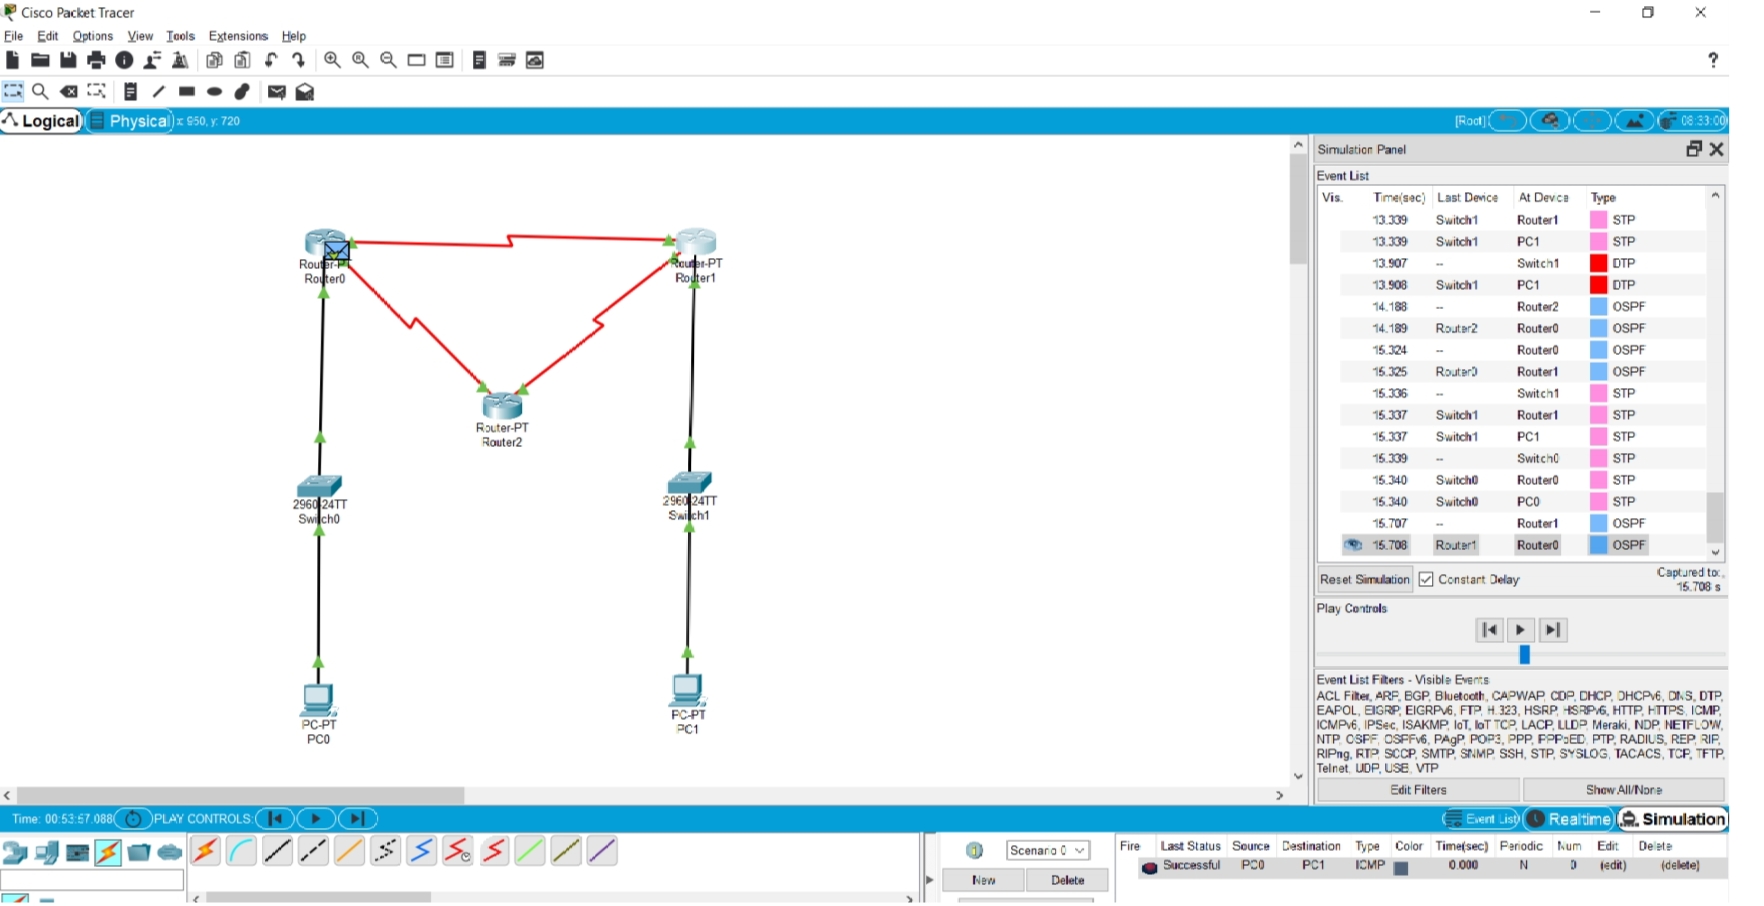 Cisco Packet Tracer
File Edit Options View Tools Extensions Help
?
Logical Physical x: 950, y: 720 [Root] 08:33:00
Simulation Panel
Event List
Vis. Time(sec) Last Device At Device Type
13.339 Switch1 Router1 STP
13.339 Switch1 PC1 STP
13.907 -- Switch1 DTP
13.908 Switch1 PC1 DTP
14.188 -- Router2 OSPF
14.189 Router2 Router0 OSPF
15.324 -- Router0 OSPF
15.325 Router0 Router1 OSPF
15.336 -- Switch1 STP
15.337 Switch1 Router1 STP
15.337 Switch1 PC1 STP
15.339 -- Switch0 STP
15.340 Switch0 Router0 STP
15.340 Switch0 PC0 STP
15.707 -- Router1 OSPF
15.708 Router1 Router0 OSPF
Reset Simulation Constant Delay Captured to:
15.708 s
Play Controls
Event List Filters - Visible Events
ACL Filter, ARP, BGP, Bluetooth, CAPWAP, CDP, DHCP, DHCPv6, DNS, DTP,
EAPOL, EIGRP, EIGRPv6, FTP, H.323, HSRP, HSRPv6, HTTP, HTTPS, ICMP,
ICMPv6, IPSec, ISAKMP, IoT, IoT TCP, LACP, LLDP, Meraki, NDP, NETFLOW,
NTP, OSPF, OSPFv6, PAgP, POP3, PPP, PPPoED, PTP, RADIUS, REP, RIP,
RIPng, RTP, SCCP, SMTP, SNMP, SSH, STP, SYSLOG, TACACS, TCP, TFTP,
Telnet, UDP, USB, VTP
Edit Filters Show All/None
Router-PT
Router0
Router-PT
Router1
Router-PT
Router2
2960-24TT
Switch0
2960-24TT
Switch1
PC-PT
PC0
PC-PT
PC1
Time: 00:53:57.088 PLAY CONTROLS: Event List Realtime Simulation
Scenario 0
New Delete
Fire Last Status Source Destination Type Color Time(sec) Periodic Num Edit Delete
Successful PC0 PC1 ICMP 0.000 N 0 (edit) (delete)